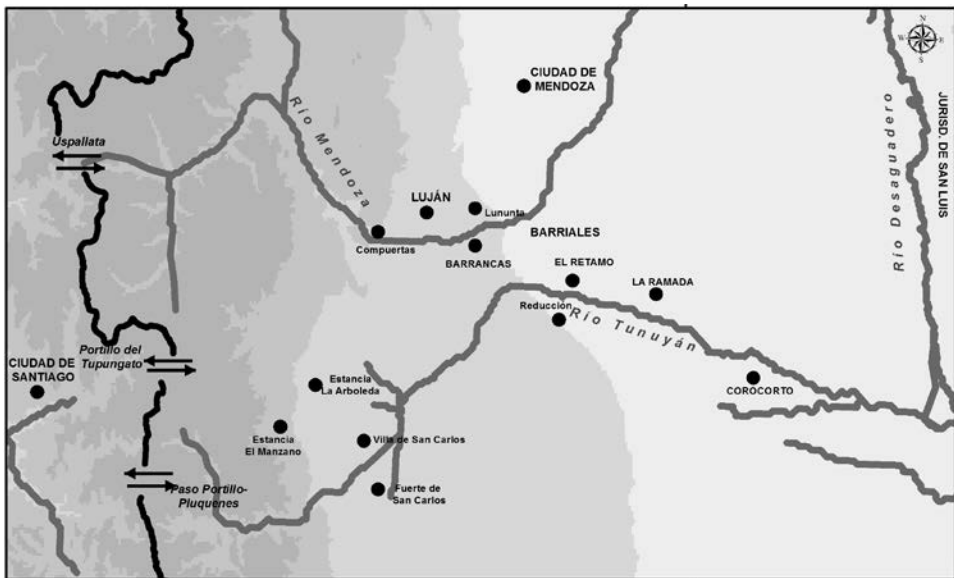 N
W
E
S
CIUDAD DE
MENDOZA
JURISD. DE SAN LUIS
Río Mendoza
Río Desaguadero
Uspallata
LUJÁN
Lununta
Compuertas
BARRIALES
BARRANCAS
EL RETAMO
LA RAMADA
Reducción
Río Tunuyán
Portillo del
Tupungato
CIUDAD DE
SANTIAGO
Estancia
La Arboleda
COROCORTO
Estancia
El Manzano
Villa de San Carlos
Paso Portillo-
Piuquenes
Fuerte de
San Carlos